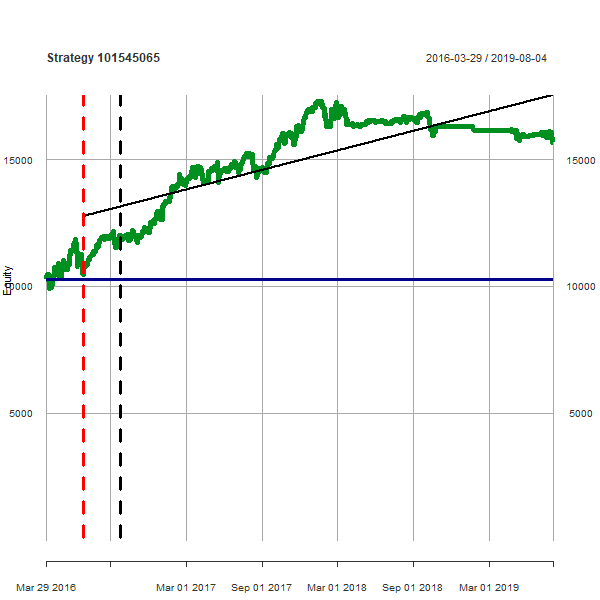 Strategy 101545065
2016-03-29 / 2019-08-04
15000
15000
Equity
10000
10000
5000
5000
Mar 29 2016
Mar 01 2017
Sep 01 2017
Mar 01 2018
Sep 01 2018
Mar 01 2019